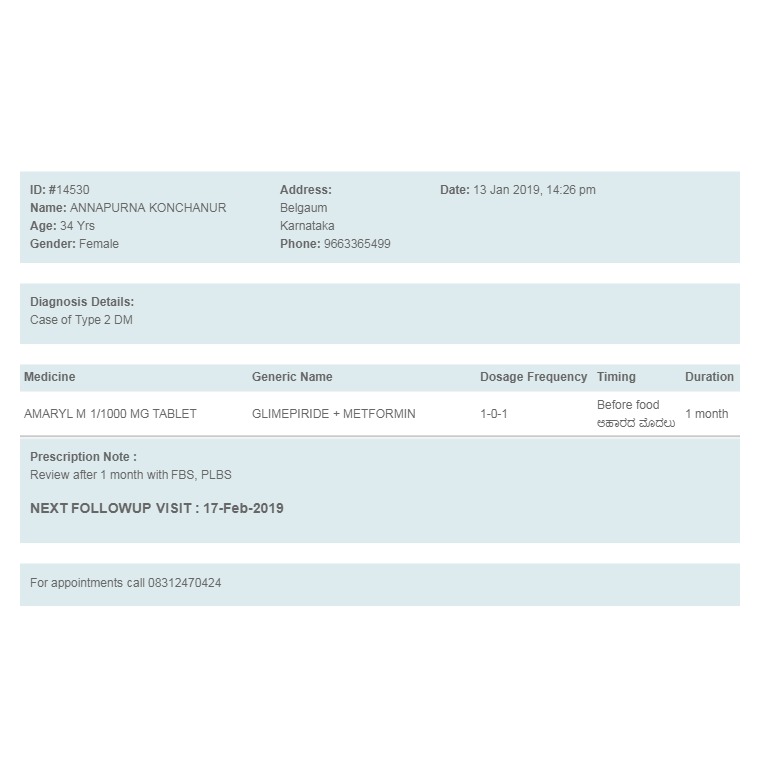 ID: #14530
Name: ANNAPURNA KONCHANUR
Age: 34 Yrs
Gender: Female
Address:
Belgaum
Karnataka
Phone: 9663365499
Date: 13 Jan 2019, 14:26 pm
Diagnosis Details:
Case of Type 2 DM
Medicine Generic Name Dosage Frequency Timing Duration
AMARYL M 1/1000 MG TABLET GLIMEPIRIDE + METFORMIN 1-0-1 Before food 1 month
ಆಹಾರದ ಮೊದಲು
Prescription Note :
Review after 1 month with FBS, PLBS
NEXT FOLLOWUP VISIT : 17-Feb-2019
For appointments call 08312470424